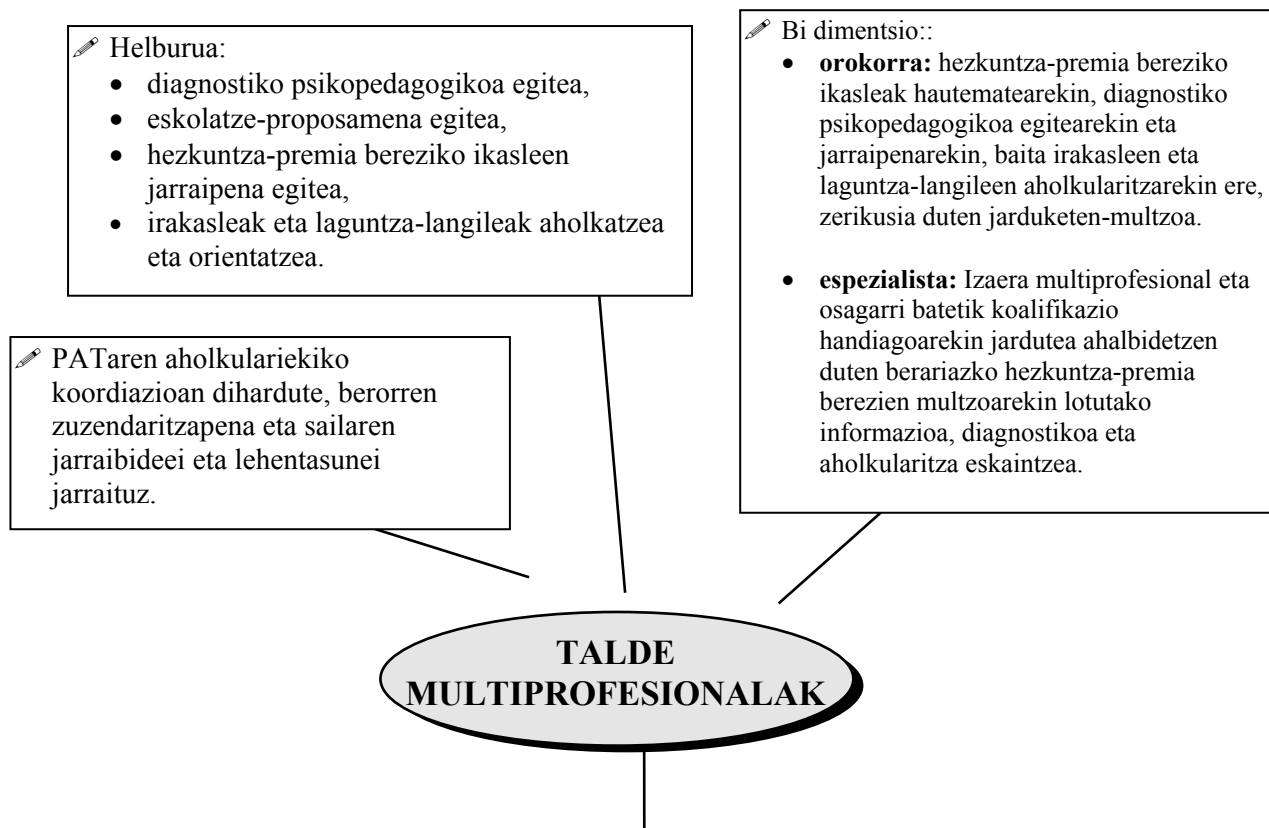 Helburua:
• diagnostiko psikopedagogikoa egitea,
• eskolatze-proposamena egitea,
• hezkuntza-premia bereziko ikasleen
jarraipena egitea,
• irakasleak eta laguntza-langileak aholkatzea
eta orientatzea.
Bi dimentsio::
• orokorra: hezkuntza-premia bereziko
ikasleak hautematearekin, diagnostiko
psikopedagogikoa egitearekin eta
jarraipenarekin, baita irakasleen eta
laguntza-langileen aholkularitzarekin ere,
zerikusia duten jarduketen-multzoa.
• espezialista: Izaera multiprofesional eta
osagarri batetik koalifikazio
handiagoarekin jardutea ahalbidetzen
duten berariazko hezkuntza-premia
berezien multzoarekin lotutako
informazioa, diagnostikoa eta
aholkularitza eskaintzea.
PATaren aholkulariekiko
koordiazioan dihardute, berorren
zuzendaritzapena eta sailaren
jarraibideei eta lehentasunei
jarraituz.
TALDE
MULTIPROFESIONALAK